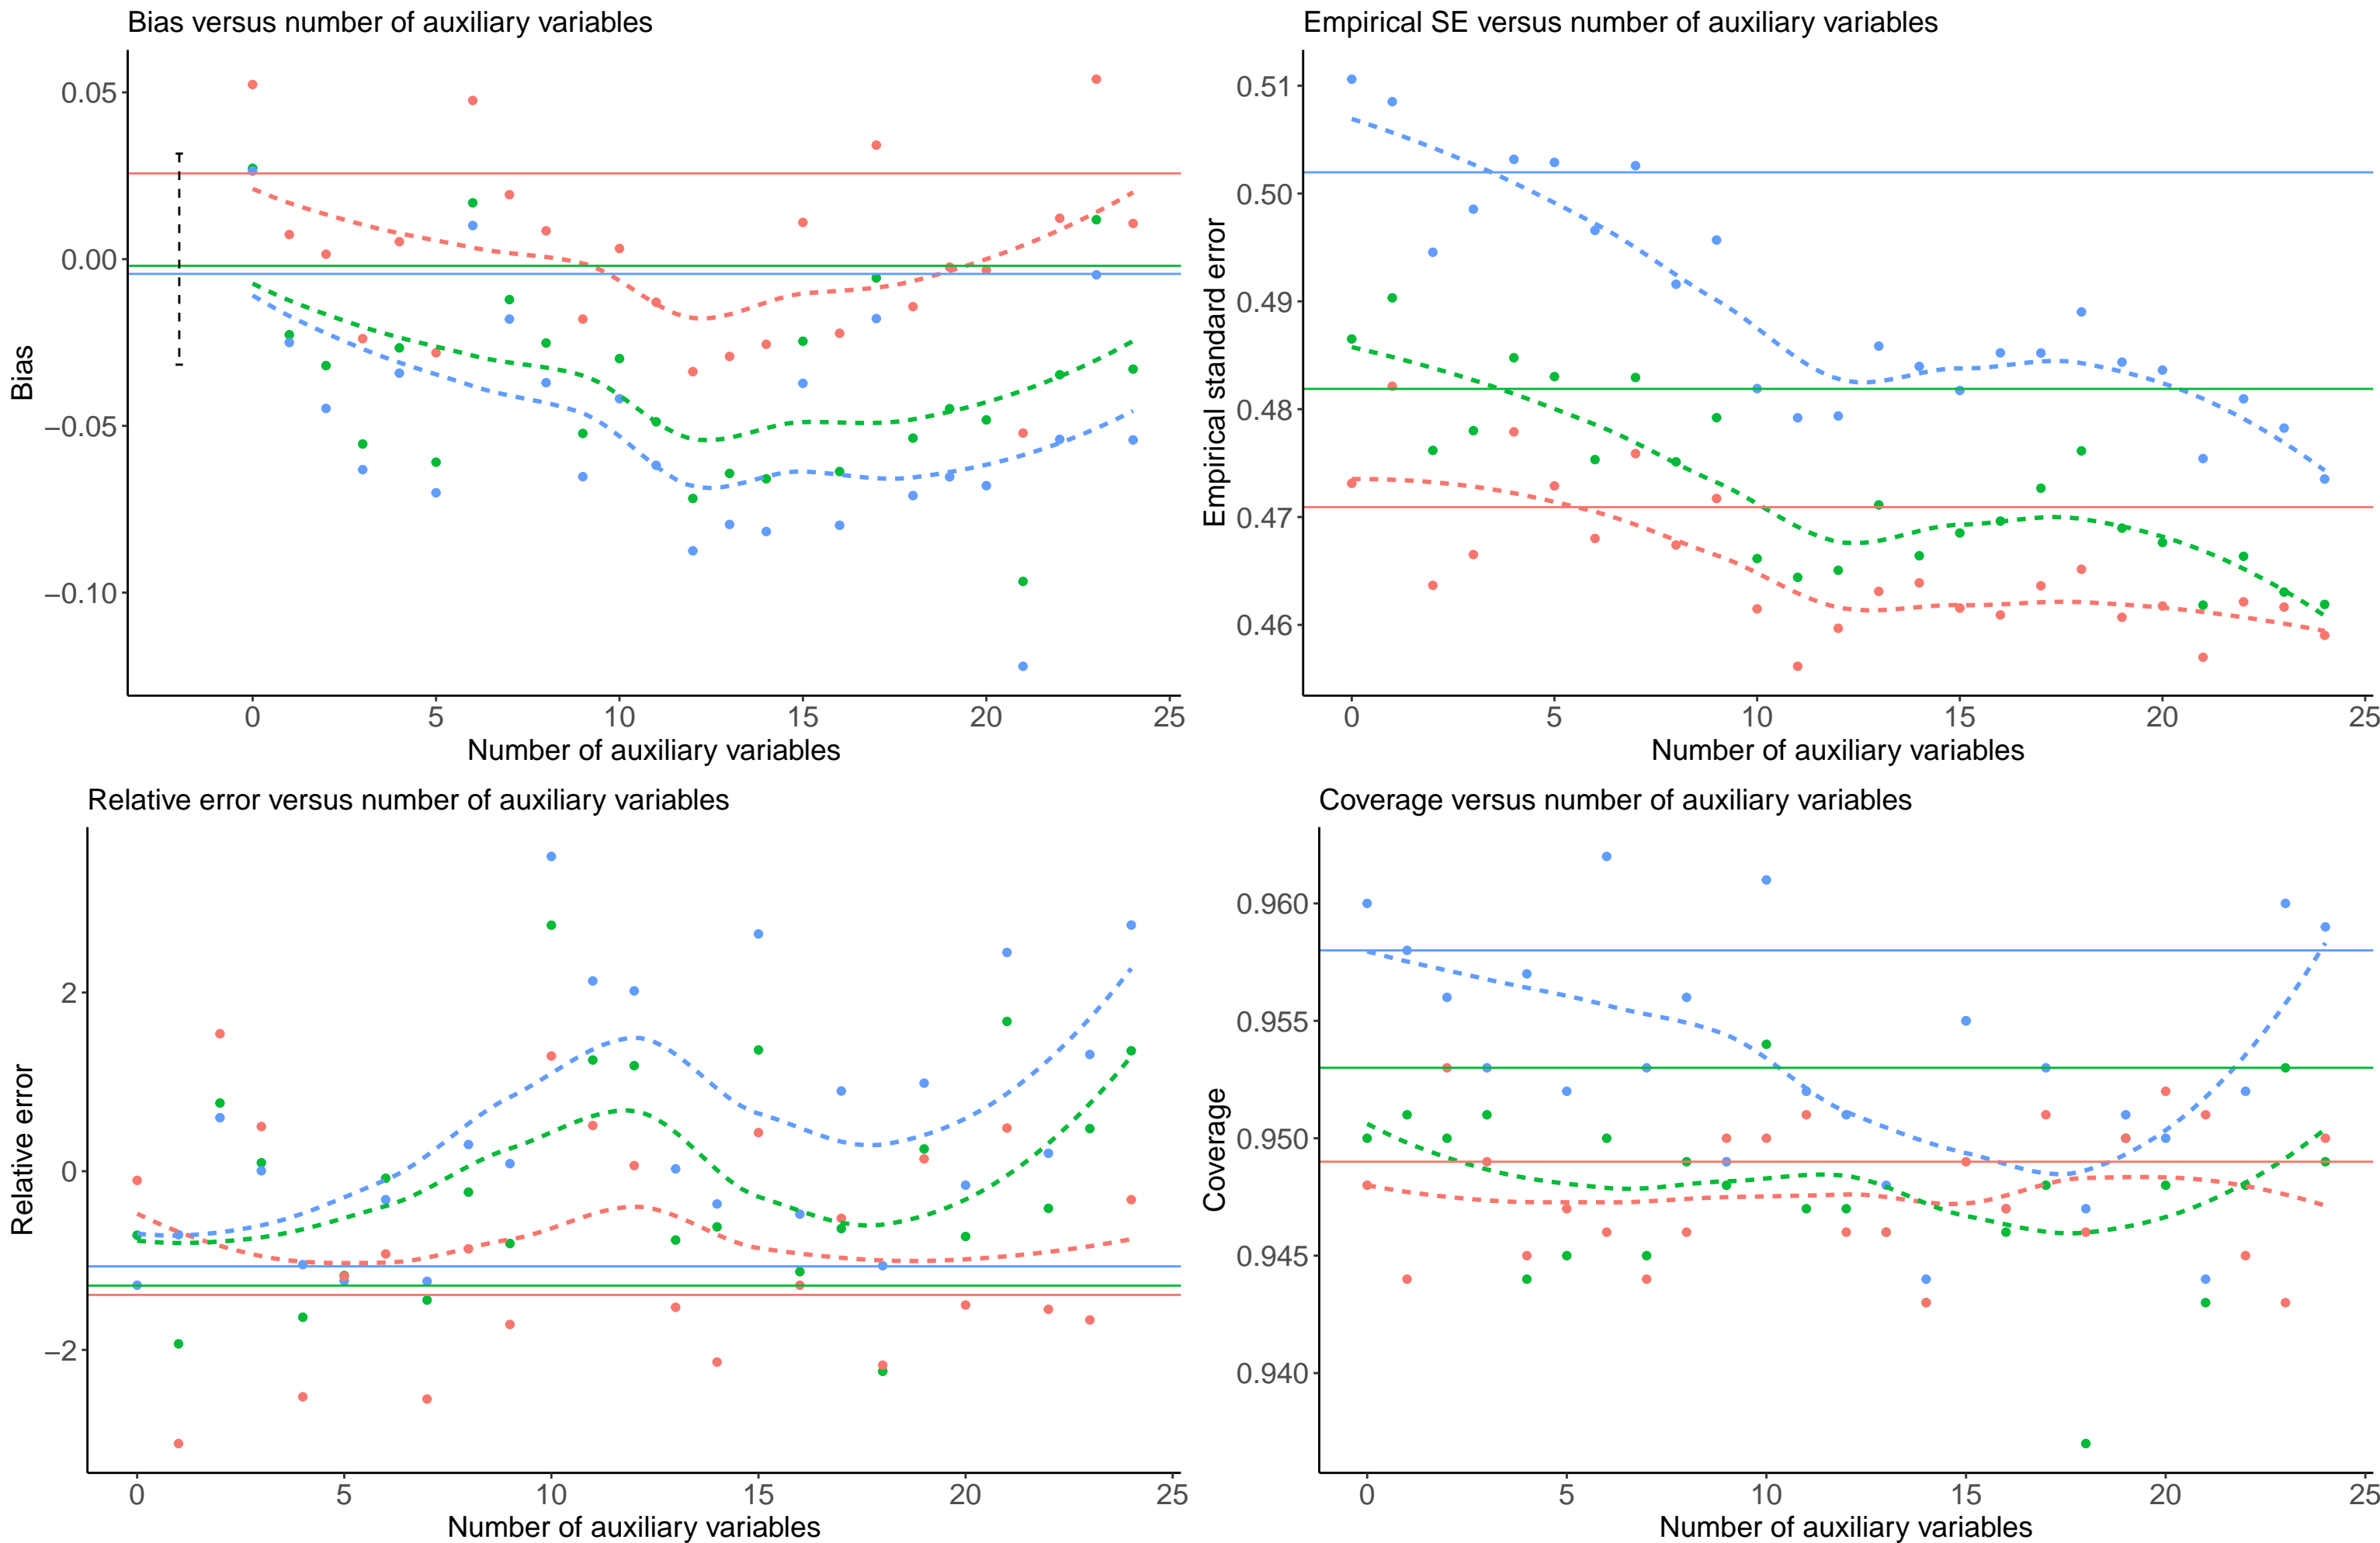 Bias versus number of auxiliary variables
0.05
0.00
−0.05
−0.10
Bias
0 5 10 15 20 25
Number of auxiliary variables
Empirical SE versus number of auxiliary variables
0.51
0.50
0.49
0.48
0.47
0.46
Empirical standard error
0 5 10 15 20 25
Number of auxiliary variables
Relative error versus number of auxiliary variables
2
0
−2
Relative error
0 5 10 15 20 25
Number of auxiliary variables
Coverage versus number of auxiliary variables
0.960
0.955
0.950
0.945
0.940
Coverage
0 5 10 15 20 25
Number of auxiliary variables